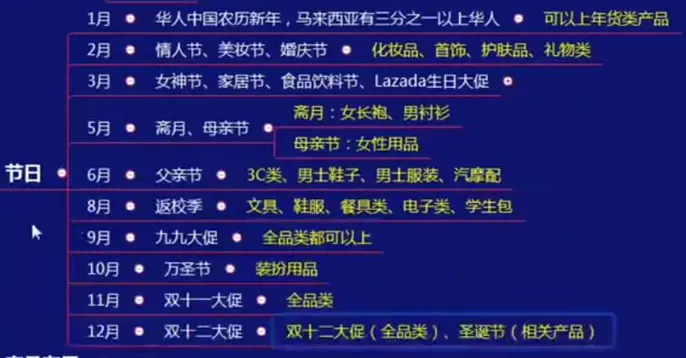 1月 华人中国农历新年，马来西亚有三分之一以上华人 可以上年货类产品
2月 情人节、美妆节、婚庆节 化妆品、首饰、护肤品、礼物类
3月 女神节、家居节、食品饮料节、Lazada生日大促
5月 斋月、母亲节 斋月：女长袍、男衬衫
母亲节：女性用品
节日
6月 父亲节 3C类、男士鞋子、男士服装、汽摩配
8月 返校季 文具、鞋服、餐具类、电子类、学生包
9月 九九大促 全品类都可以上
10月 万圣节 装扮用品
11月 双十一大促 全品类
12月 双十二大促 双十二大促（全品类）、圣诞节（相关产品）